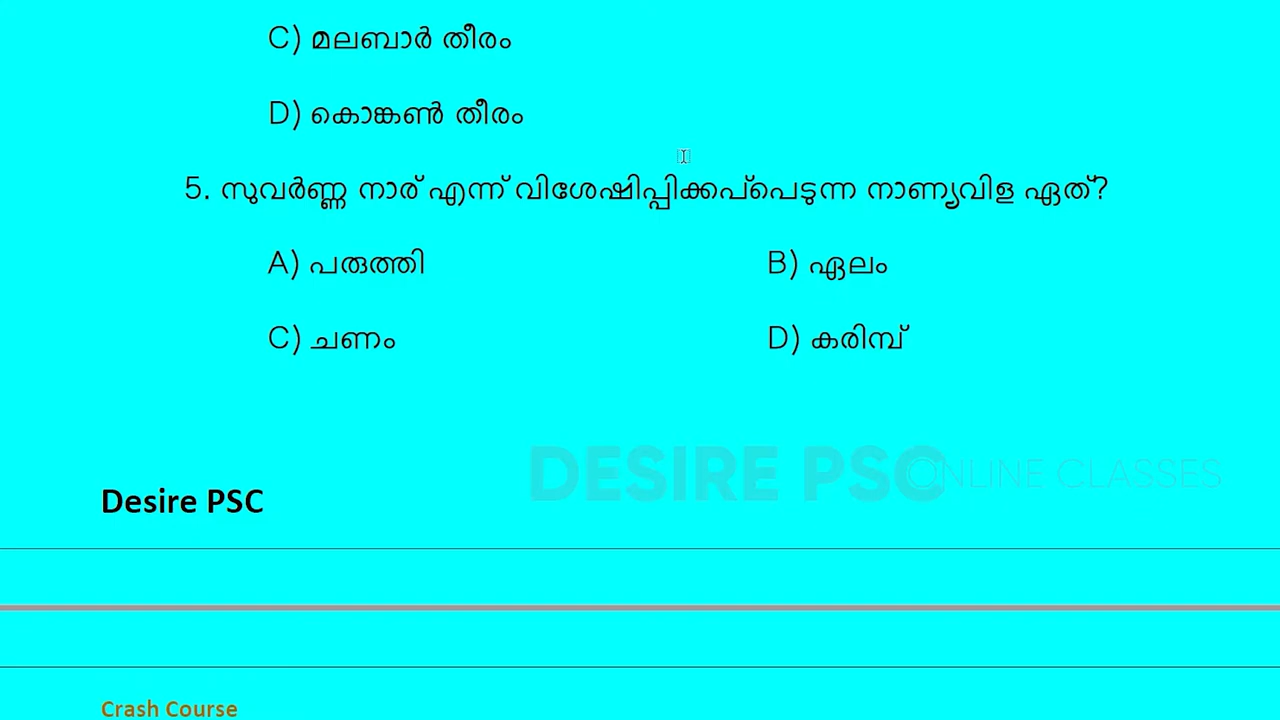 C) മലബാർ തീരം
D) കൊങ്കൺ തീരം
5. സുവർണ്ണ നാര് എന്ന് വിശേഷിപ്പിക്കപ്പെടുന്ന നാണ്യവിള ഏത്?
A) പരുത്തി B) ഏലം
C) ചണം D) കരിമ്പ്
DESIRE PSC ONLINE CLASSES
Desire PSC
Crash Course